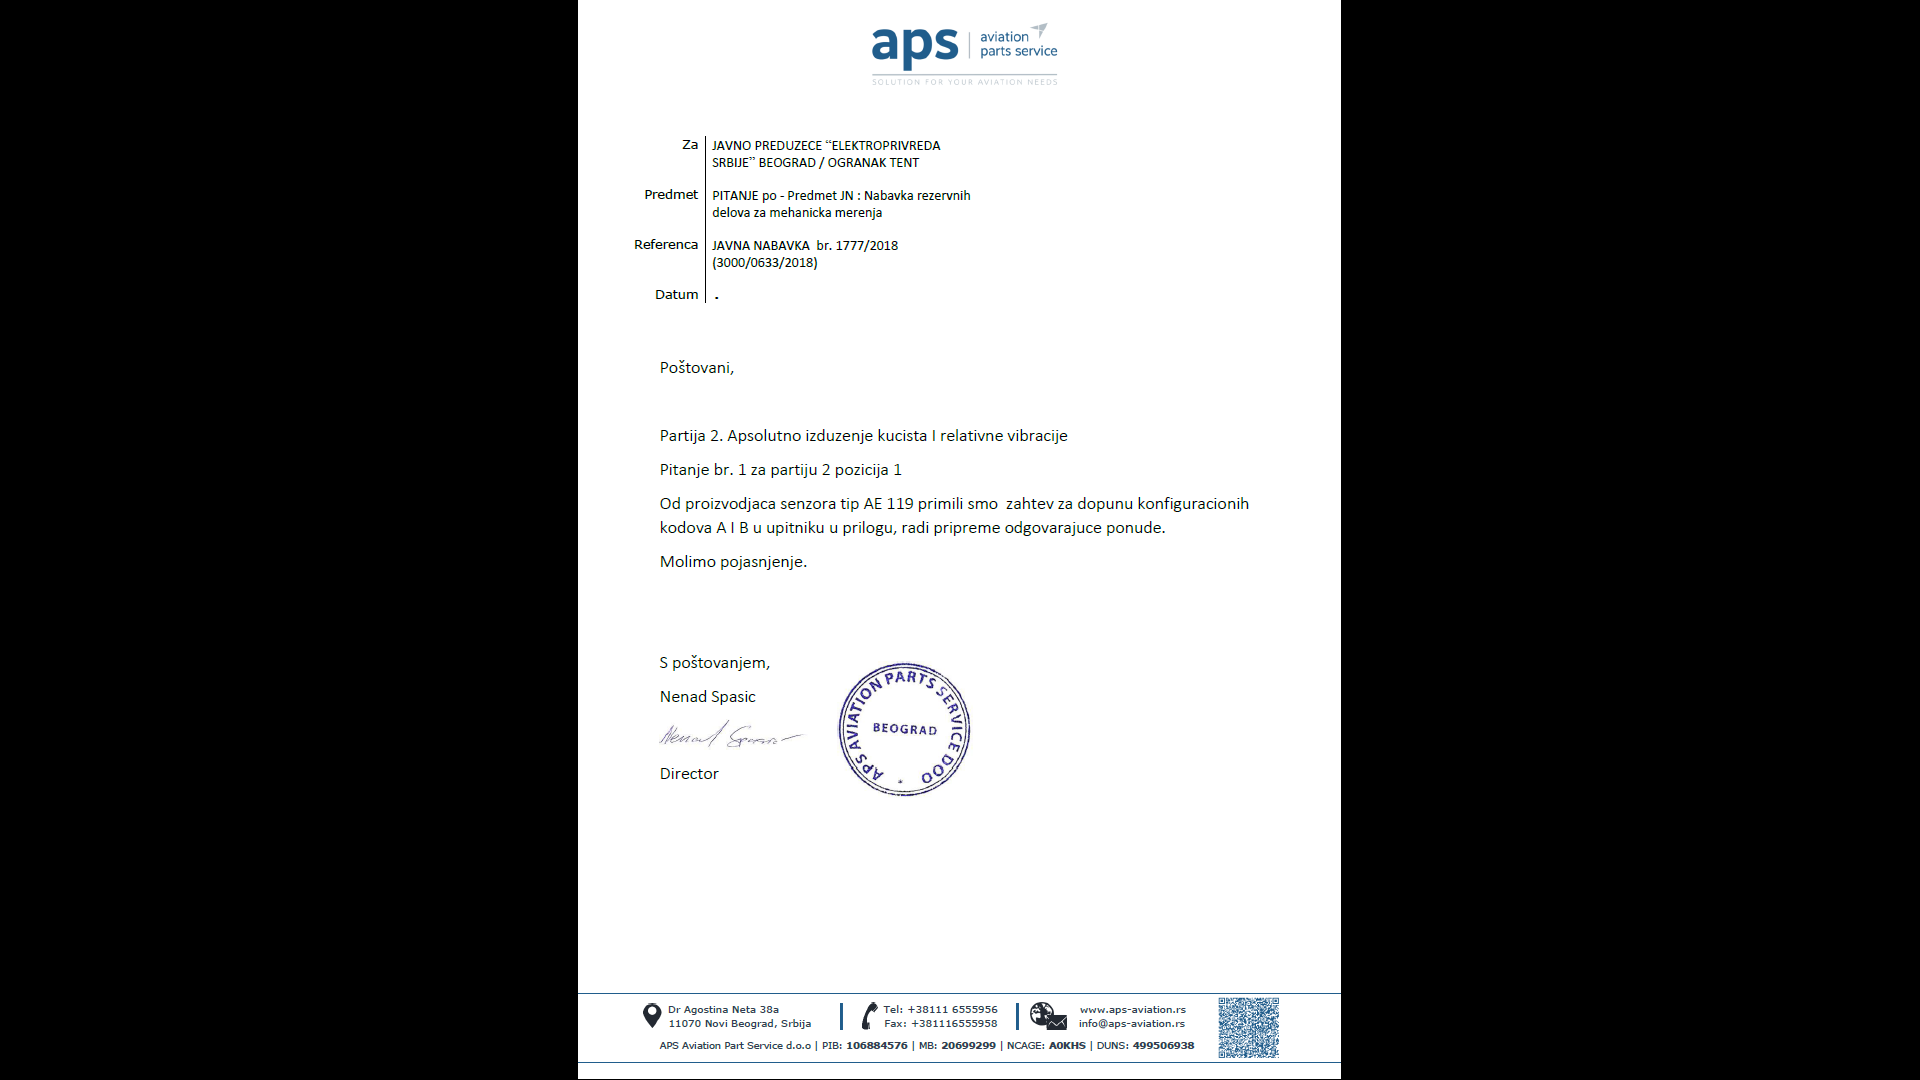 aps
aviation
parts service
SOLUTION FOR YOUR AVIATION NEEDS
Za
JAVNO PREDUZECE “ELEKTROPRIVREDA
SRBIJE” BEOGRAD / OGRANAK TENT
Predmet
PITANJE po - Predmet JN : Nabavka rezervnih
delova za mehanicka merenja
Referenca
JAVNA NABAVKA  br. 1777/2018
(3000/0633/2018)
Datum
.
Poštovani,
Partija 2. Apsolutno izduzenje kucista I relativne vibracije
Pitanje br. 1 za partiju 2 pozicija 1
Od proizvodjaca senzora tip AE 119 primili smo  zahtev za dopunu konfiguracionih
kodova A I B u upitniku u prilogu, radi pripreme odgovarajuce ponude.
Molimo pojasnjenje.
S poštovanjem,
Nenad Spasic
Nenad Spasic
Director
APS AVIATION PARTS SERVICE DOO
BEOGRAD
*
Dr Agostina Neta 38a
11070 Novi Beograd, Srbija
Tel: +38111 6555956
Fax: +381116555958
www.aps-aviation.rs
info@aps-aviation.rs
APS Aviation Part Service d.o.o | PIB: 106884576 | MB: 20699299 | NCAGE: A0KHS | DUNS: 499506938